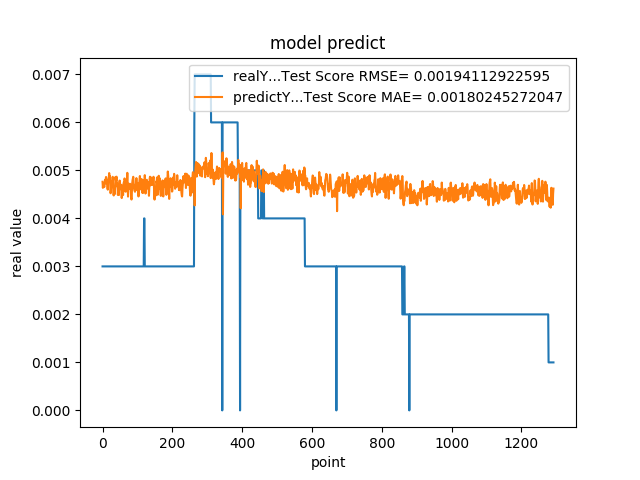 model predict
realY...Test Score RMSE= 0.00194112922595
predictY...Test Score MAE= 0.00180245272047
0.007
0.006
0.005
0.004
0.003
0.002
0.001
0.000
real value
0 200 400 600 800 1000 1200
point